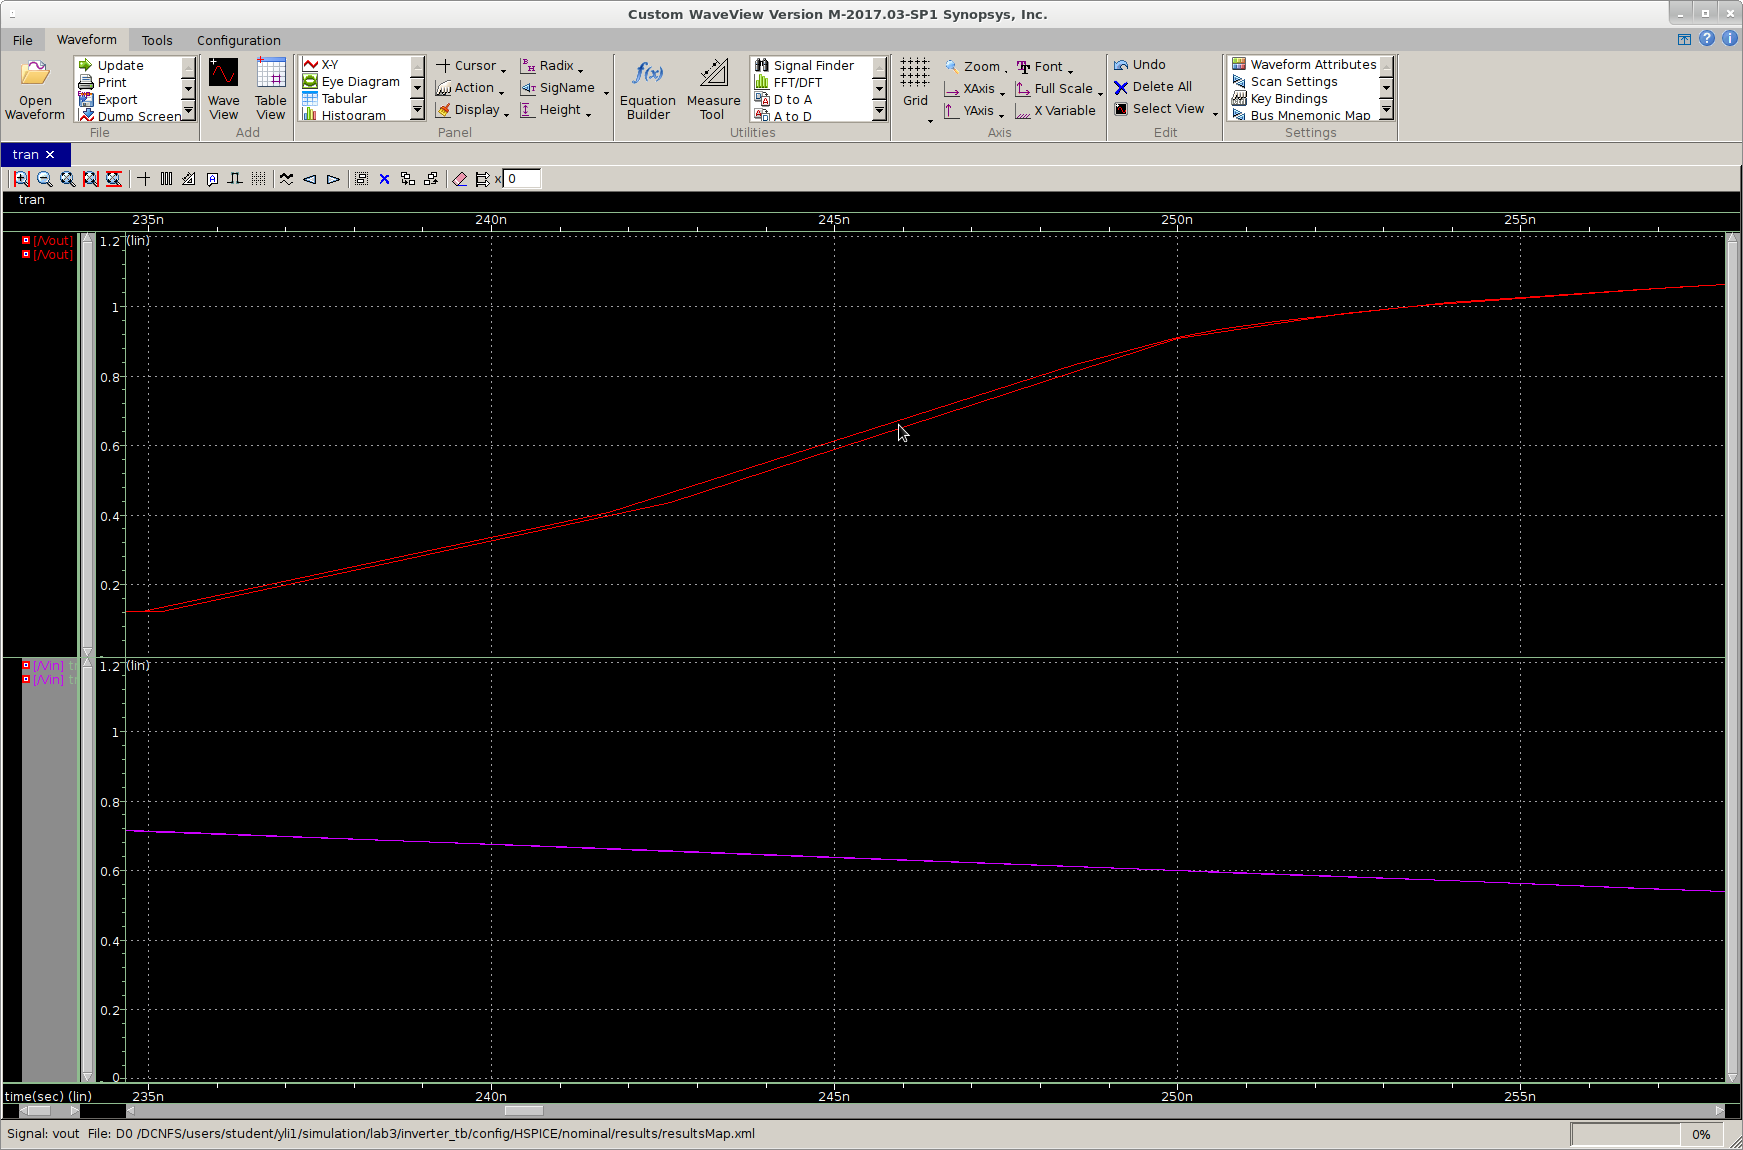 Custom WaveView Version M-2017.03-SP1 Synopsys, Inc.
File Waveform Tools Configuration
Open Waveform
Update
Print
Export
Dump Screen
File
Wave View
Table View
Add
X-Y
Eye Diagram
Tabular
Histogram
Cursor
Action
Display
Radix
SigName
Height
Panel
f(x)
Equation Builder
Measure Tool
Signal Finder
FFT/DFT
D to A
A to D
Utilities
Grid
Zoom
XAxis
YAxis
Font
Full Scale
X Variable
Axis
Undo
Delete All
Select View
Edit
Waveform Attributes
Scan Settings
Key Bindings
Bus Mnemonic Map
Settings
tran
x 0
tran
235n 240n 245n 250n 255n
[/vout]
[/vout]
1.2 (lin)
1
0.8
0.6
0.4
0.2
[/vin]
[/vin]
1.2 (lin)
1
0.8
0.6
0.4
0.2
0
time(sec) (lin) 235n 240n 245n 250n 255n
Signal: vout File: D0 /DCNFS/users/student/yli1/simulation/lab3/inverter_tb/config/HSPICE/nominal/results/resultsMap.xml
0%